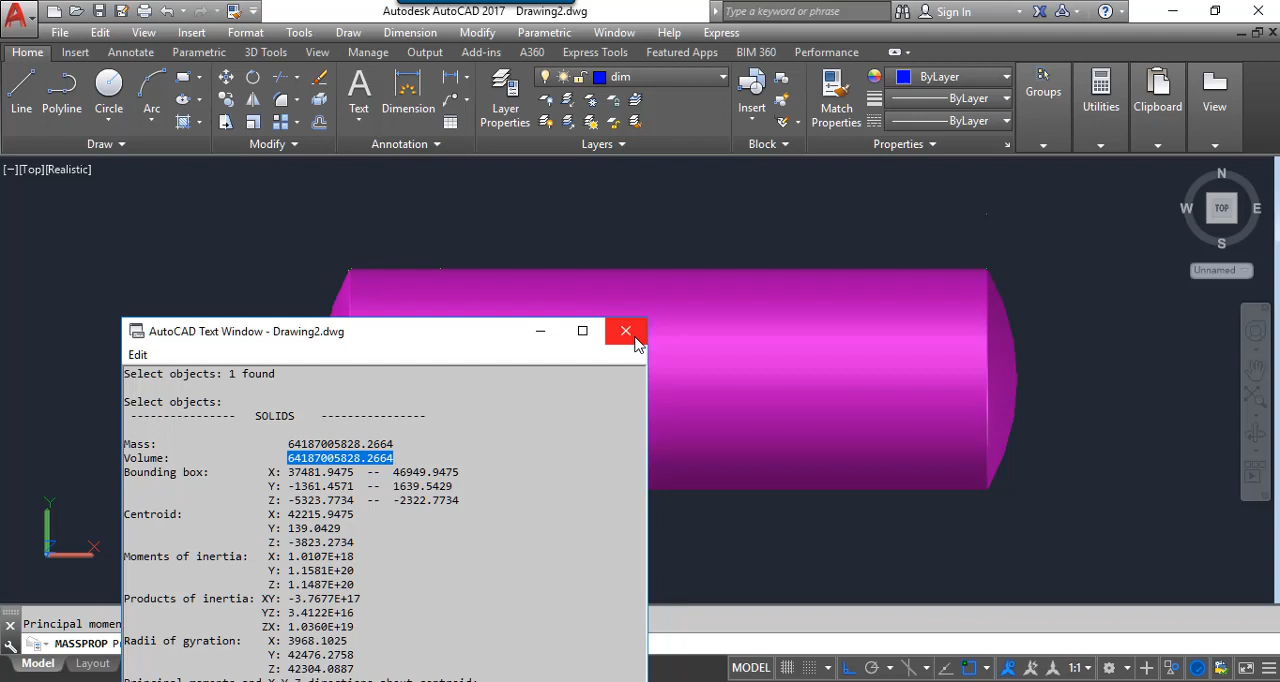 Autodesk AutoCAD 2017 Drawing2.dwg
Type a keyword or phrase
Sign In
File Edit View Insert Format Tools Draw Dimension Modify Parametric Window Help Express
Home Insert Annotate Parametric 3D Tools View Manage Output Add-ins A360 Express Tools Featured Apps BIM 360 Performance
dim
ByLayer
ByLayer
ByLayer
Line Polyline Circle Arc
Text Dimension
Layer
Properties
Insert
Match
Properties
Groups
Utilities
Clipboard
View
Draw Modify Annotation Layers Block Properties
[−][Top][Realistic]
N
W TOP E
S
Unnamed
AutoCAD Text Window - Drawing2.dwg
Edit
Select objects: 1 found
Select objects:
---------------- SOLIDS ----------------
Mass: 64187005828.2664
Volume: 64187005828.2664
Bounding box: X: 37481.9475 -- 46949.9475
Y: -1361.4571 -- 1639.5429
Z: -5323.7734 -- -2322.7734
Centroid: X: 42215.9475
Y: 139.0429
Z: -3823.2734
Moments of inertia: X: 1.0107E+18
Y: 1.1581E+20
Z: 1.1487E+20
Products of inertia: XY: -3.7677E+17
YZ: 3.4122E+16
ZX: 1.0360E+19
Radii of gyration: X: 3968.1025
Y: 42476.2758
Z: 42304.0887
Principal moments and X-Y-Z directions about centroid:
Y
X
Principal momen
MASSPROP P
Model Layout
MODEL
1:1